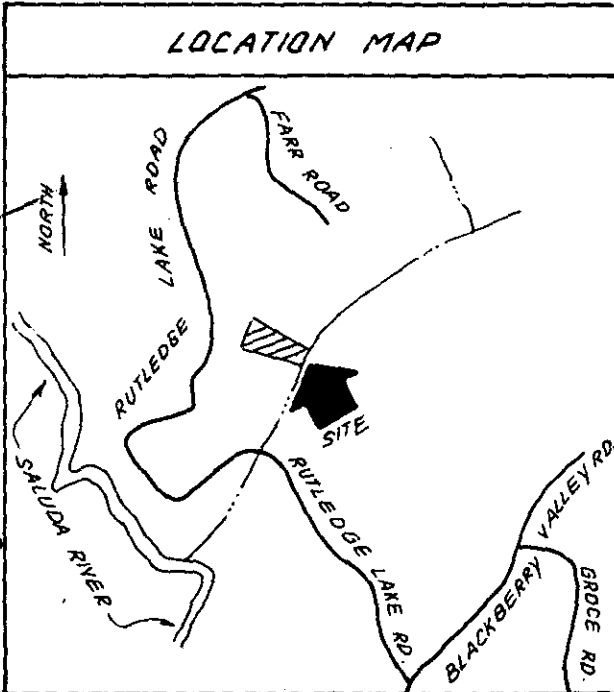 LOCATION MAP
NORTH
RUTLEDGE LAKE ROAD
FARR ROAD
SITE
SALUDA RIVER
RUTLEDGE LAKE RD.
BLACKBERRY VALLEY RD.
GROCE RD.